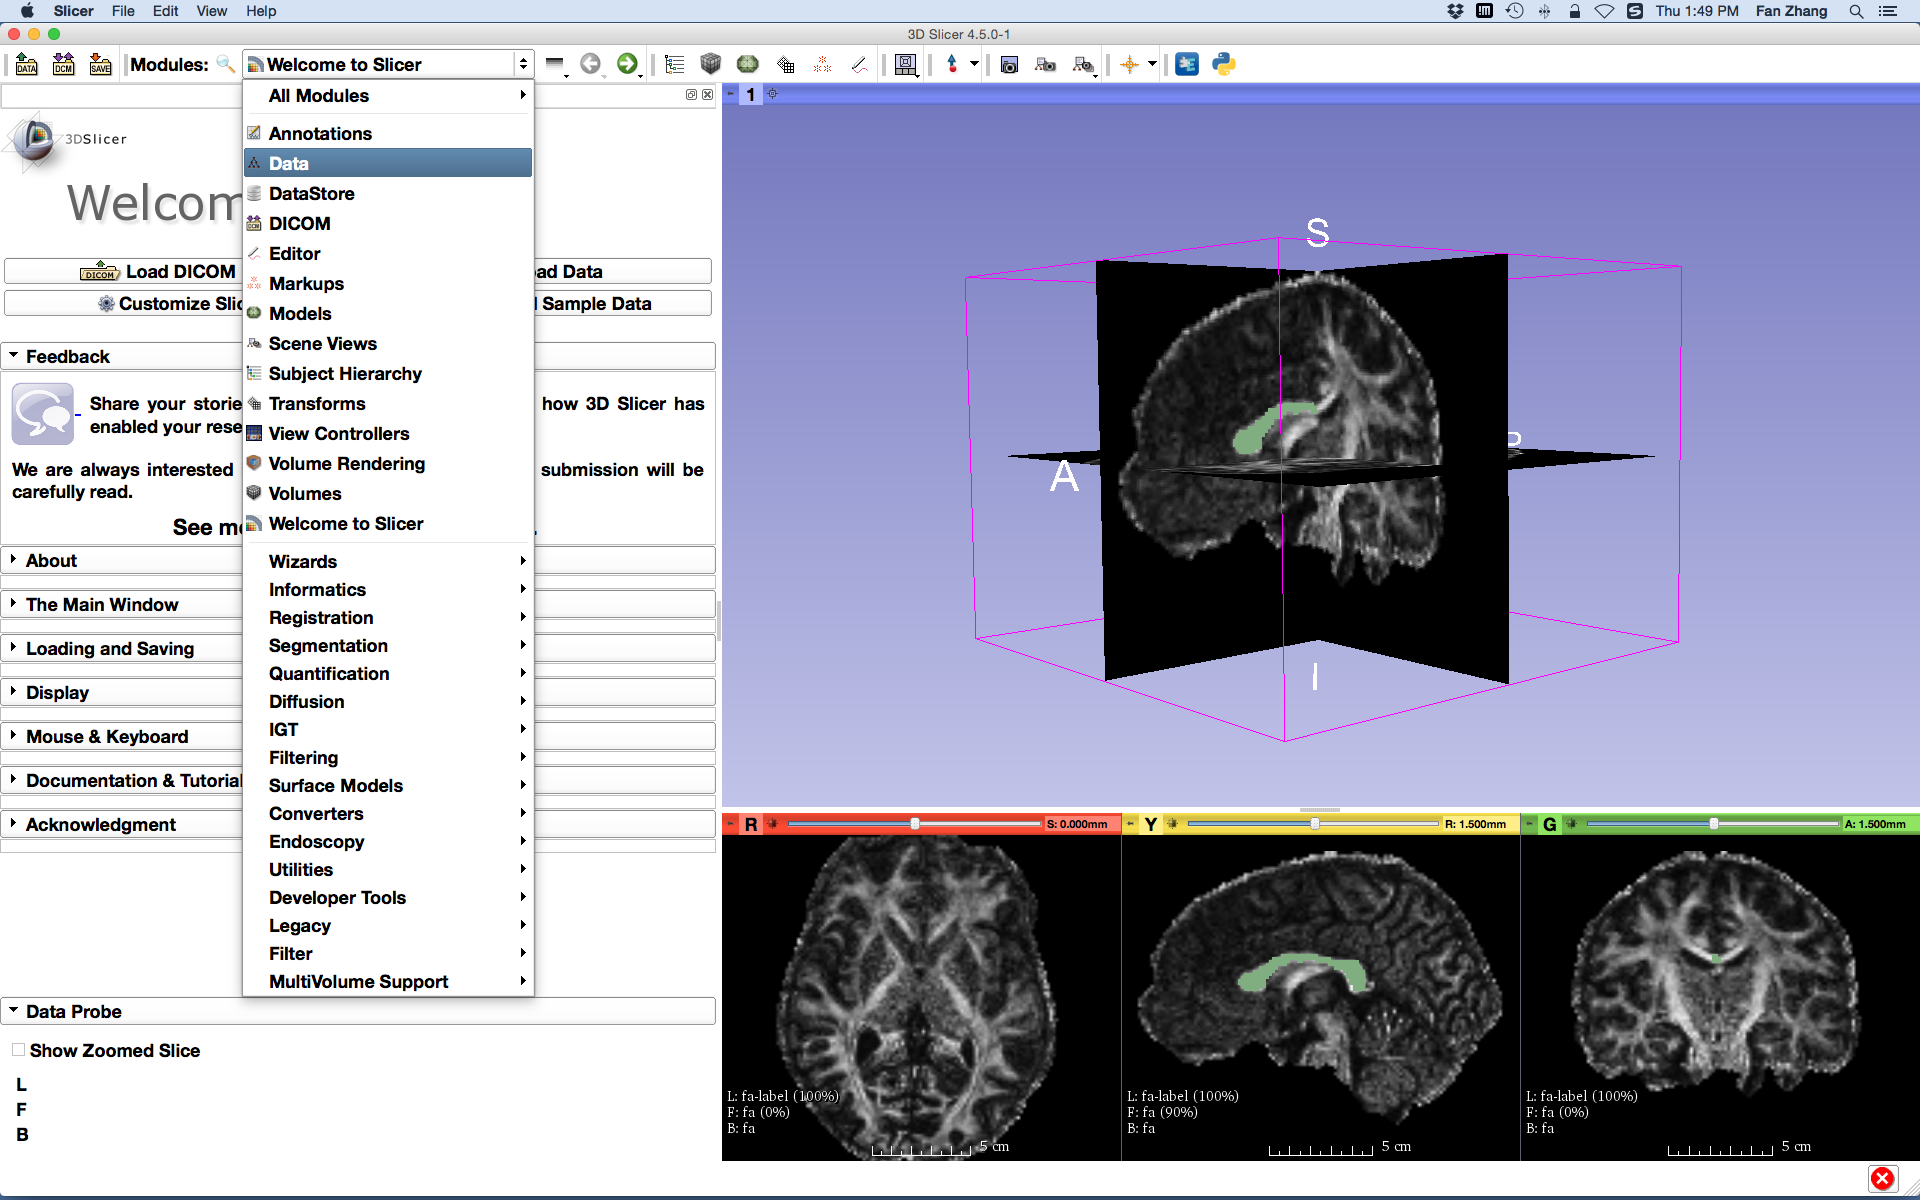 Slicer File Edit View Help
Thu 1:49 PM Fan Zhang
3D Slicer 4.5.0-1
DATA DCM SAVE Modules: Welcome to Slicer
All Modules
Annotations
Data
DataStore
DICOM
Editor
Markups
Models
Scene Views
Subject Hierarchy
Transforms
View Controllers
Volume Rendering
Volumes
Welcome to Slicer
Wizards
Informatics
Registration
Segmentation
Quantification
Diffusion
IGT
Filtering
Surface Models
Converters
Endoscopy
Utilities
Developer Tools
Legacy
Filter
MultiVolume Support
3DSlicer
Welcom
DICOM Load DICOM
ad Data
Customize Slic
Sample Data
Feedback
Share your storie how 3D Slicer has
enabled your rese
We are always interested submission will be
carefully read.
See mo .
About
The Main Window
Loading and Saving
Display
Mouse & Keyboard
Documentation & Tutorial
Acknowledgment
Data Probe
Show Zoomed Slice
L
F
B
1
S
A
P
I
R S: 0.000mm
L: fa-label (100%)
F: fa (0%)
B: fa
5 cm
Y R: 1.500mm
L: fa-label (100%)
F: fa (90%)
B: fa
5 cm
G A: 1.500mm
L: fa-label (100%)
F: fa (0%)
B: fa
5 cm